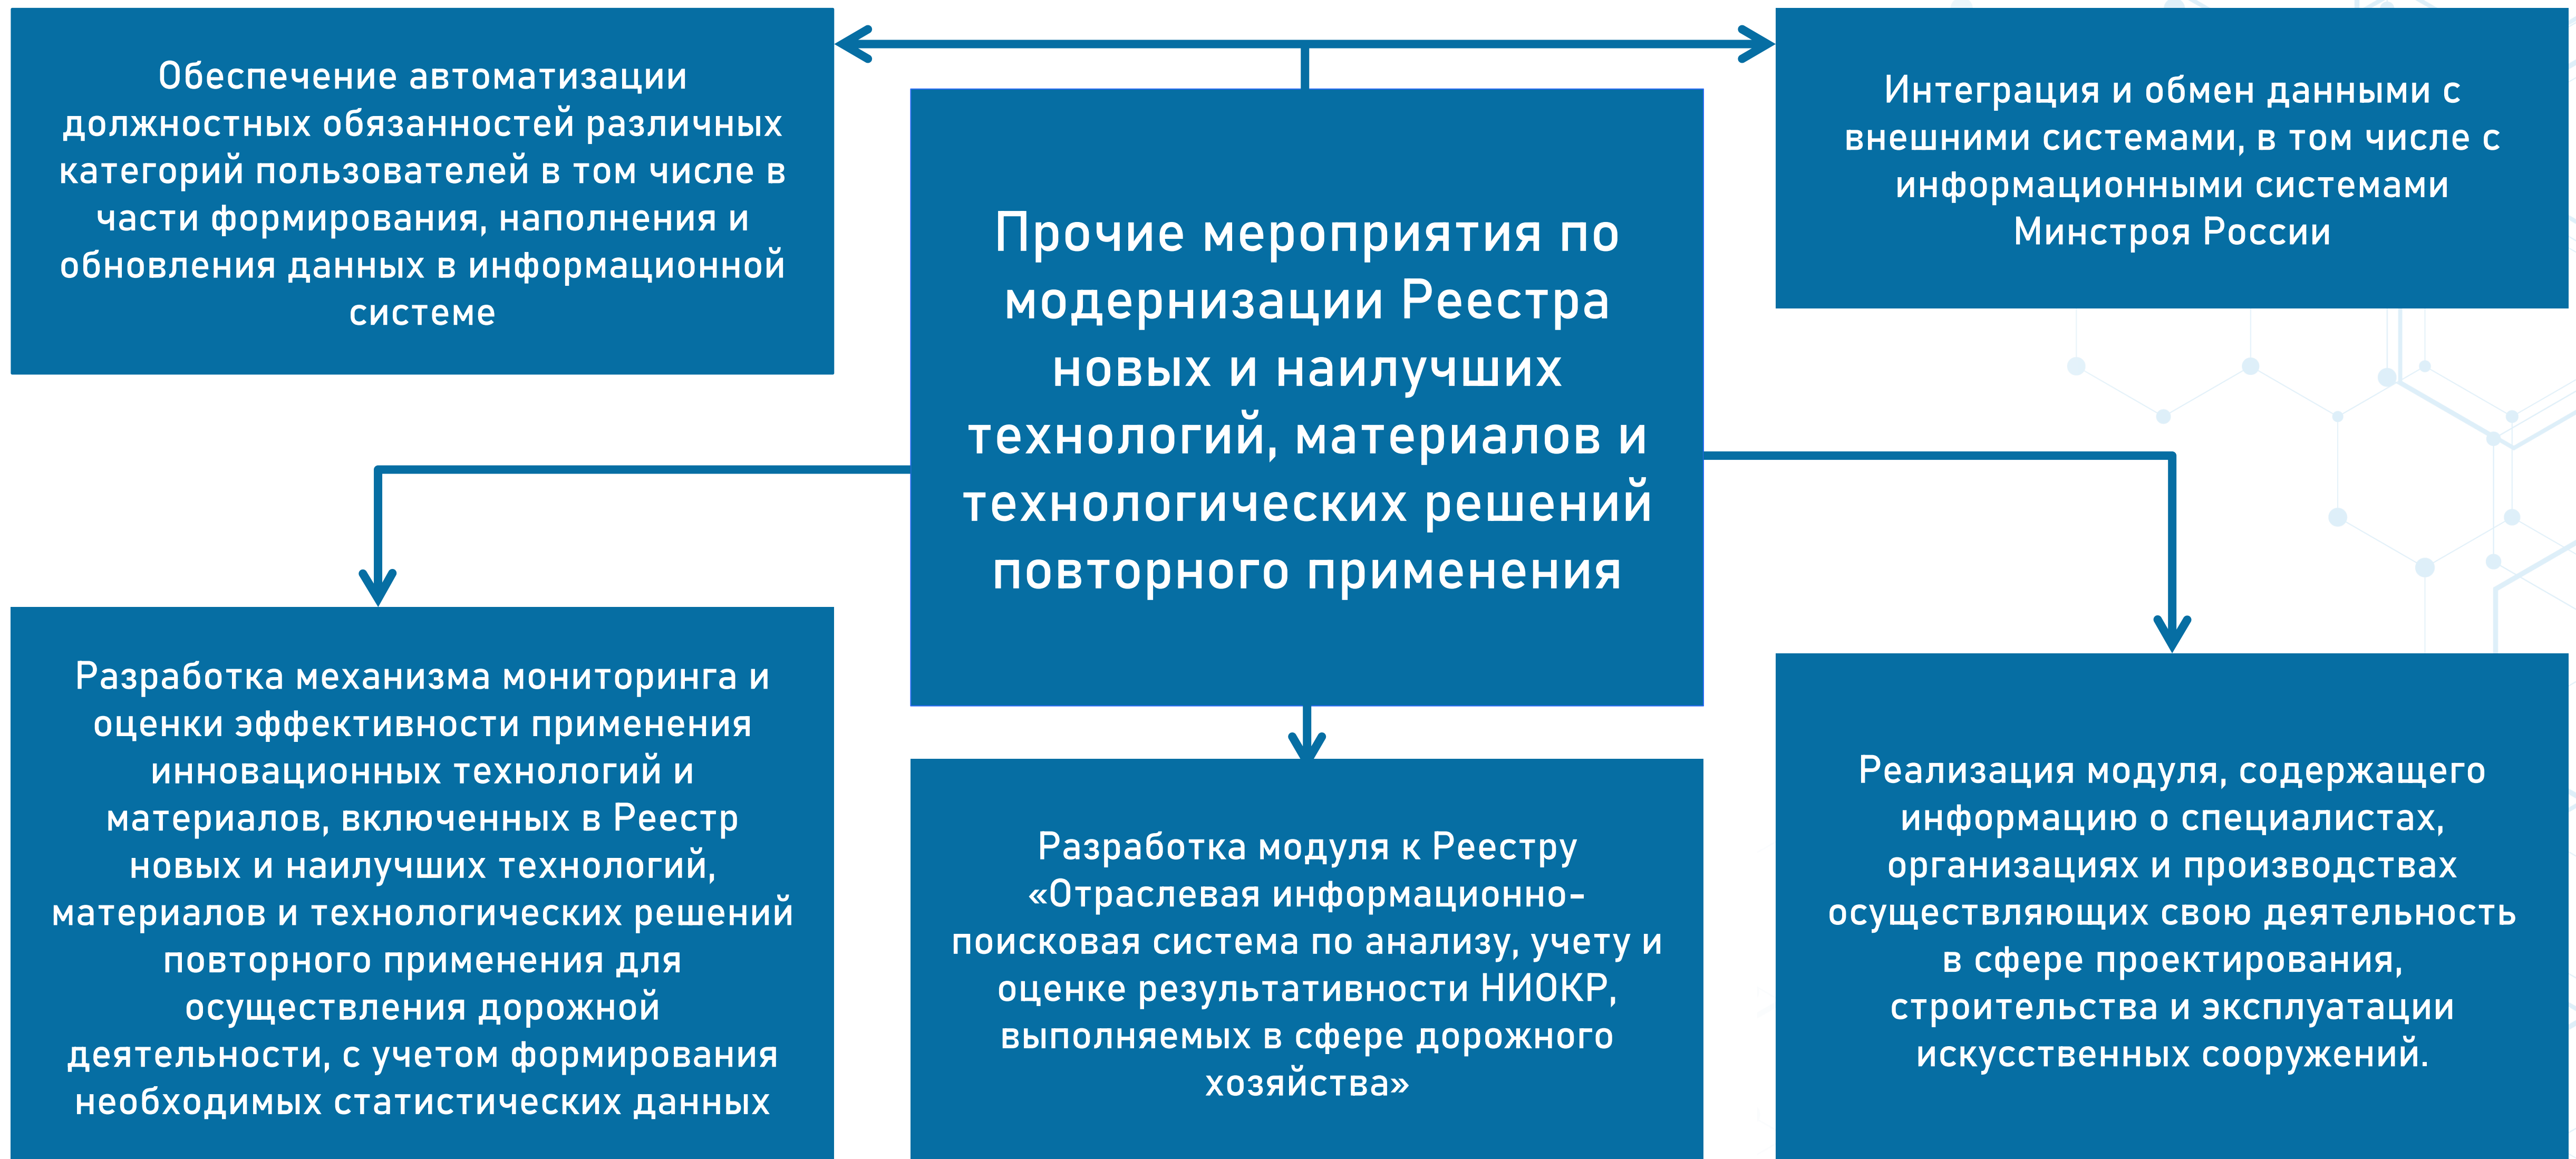 Обеспечение автоматизации
должностных обязанностей различных
категорий пользователей в том числе в
части формирования, наполнения и
обновления данных в информационной
системе
Прочие мероприятия по
модернизации Реестра
новых и наилучших
технологий, материалов и
технологических решений
повторного применения
Интеграция и обмен данными с
внешними системами, в том числе с
информационными системами
Минстроя России
Разработка механизма мониторинга и
оценки эффективности применения
инновационных технологий и
материалов, включенных в Реестр
новых и наилучших технологий,
материалов и технологических решений
повторного применения для
осуществления дорожной
деятельности, с учетом формирования
необходимых статистических данных
Разработка модуля к Реестру
«Отраслевая информационно-
поисковая система по анализу, учету и
оценке результативности НИОКР,
выполняемых в сфере дорожного
хозяйства»
Реализация модуля, содержащего
информацию о специалистах,
организациях и производствах
осуществляющих свою деятельность
в сфере проектирования,
строительства и эксплуатации
искусственных сооружений.